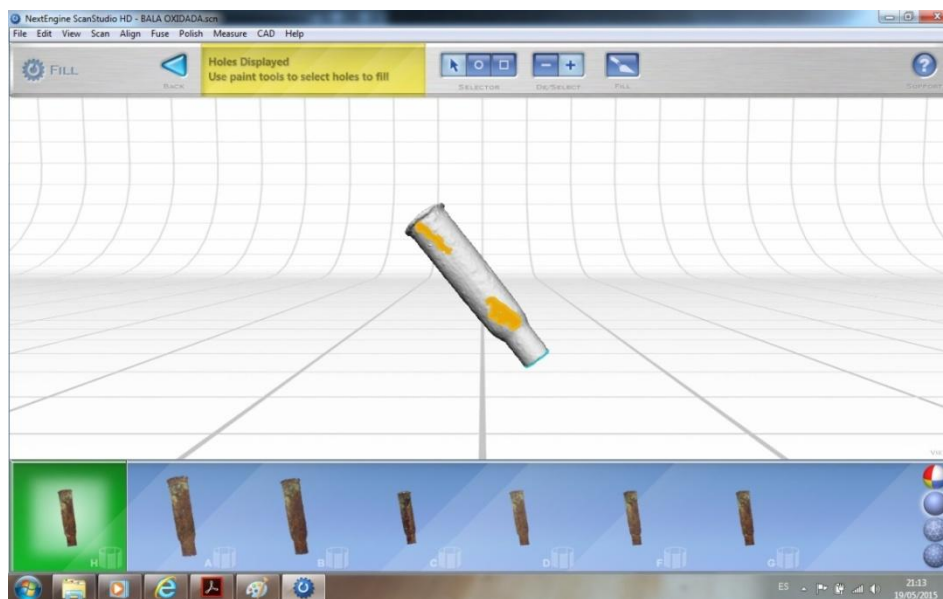 NextEngine ScanStudio HD - BALA OXIDADA.scn
File Edit View Scan Align Fuse Polish Measure CAD Help
FILL
BACK
Holes Displayed
Use paint tools to select holes to fill
SELECTOR
DE/SELECT
FILL
SUPPORT
VIEW
H
A
B
C
D
F
G
ES
21:13
19/05/2015